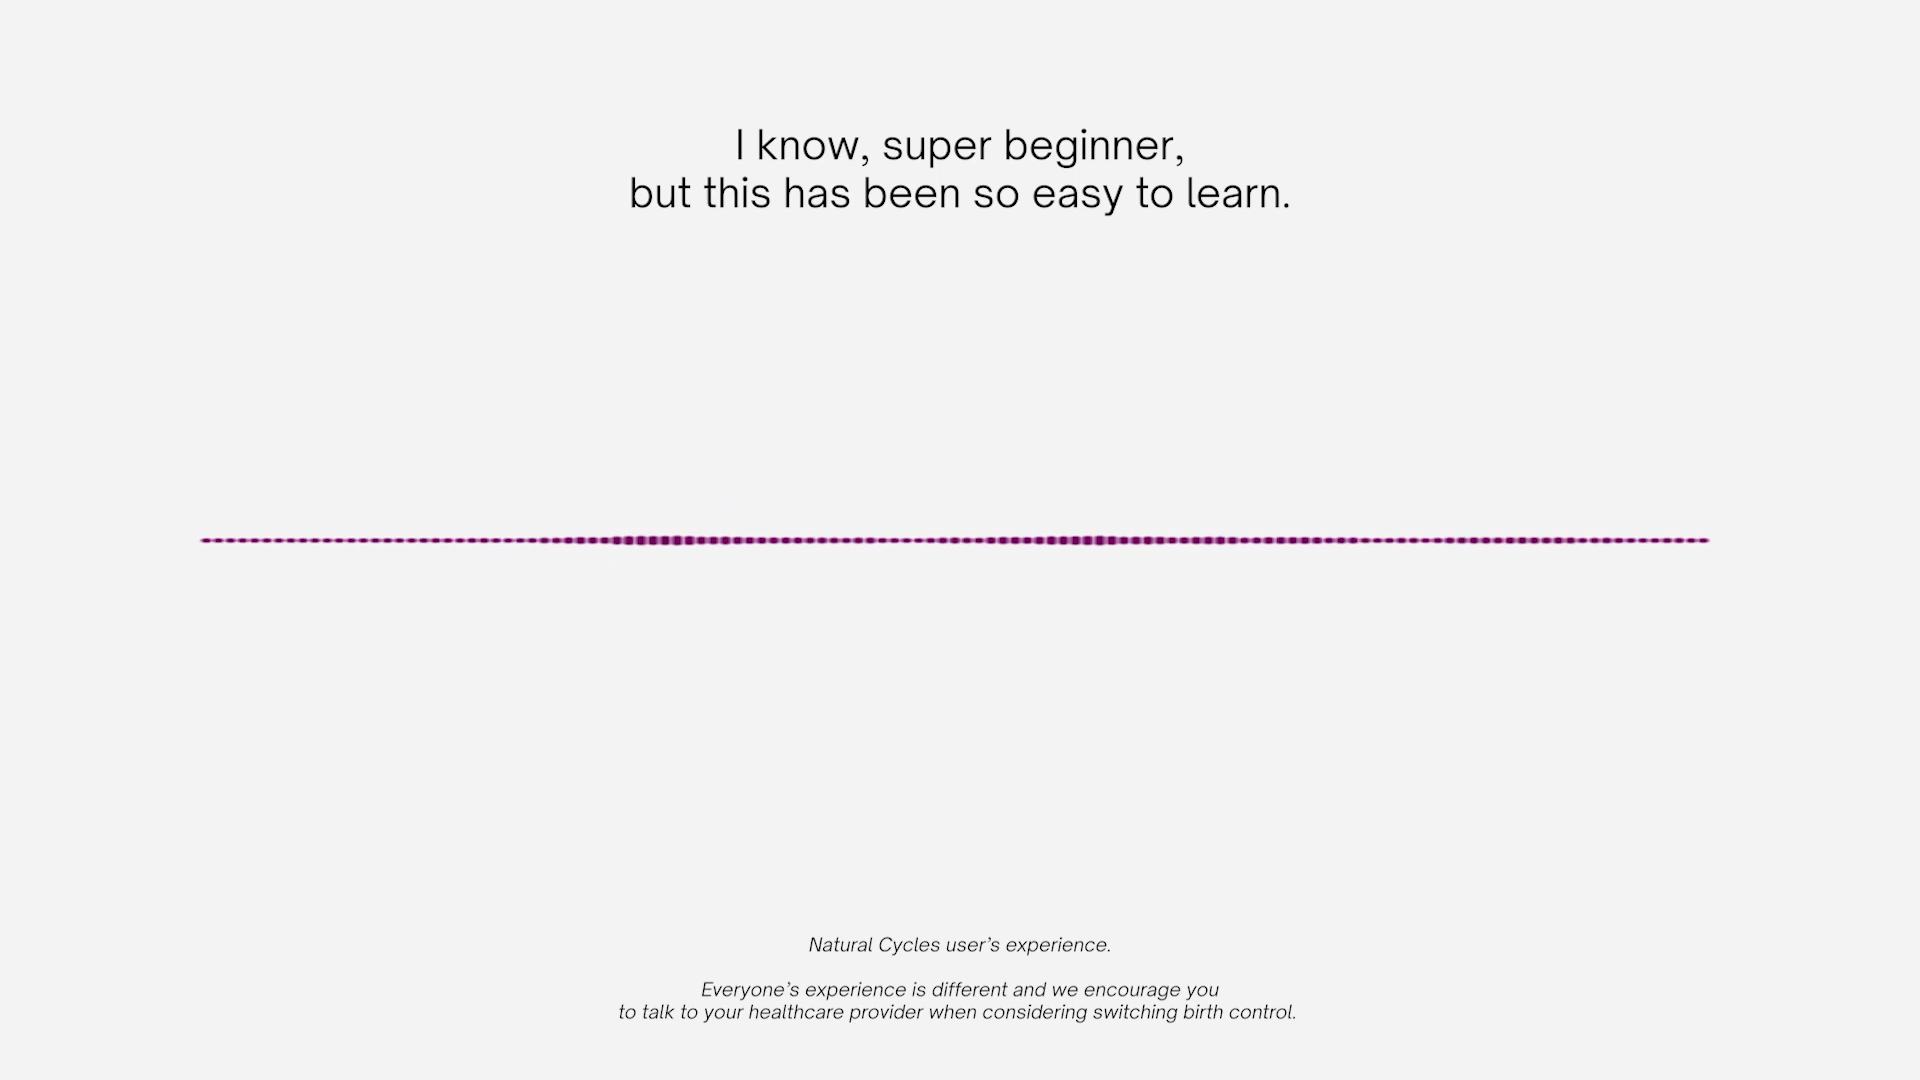 I know, super beginner,
but this has been so easy to learn.
Natural Cycles user’s experience.
Everyone’s experience is different and we encourage you
to talk to your healthcare provider when considering switching birth control.